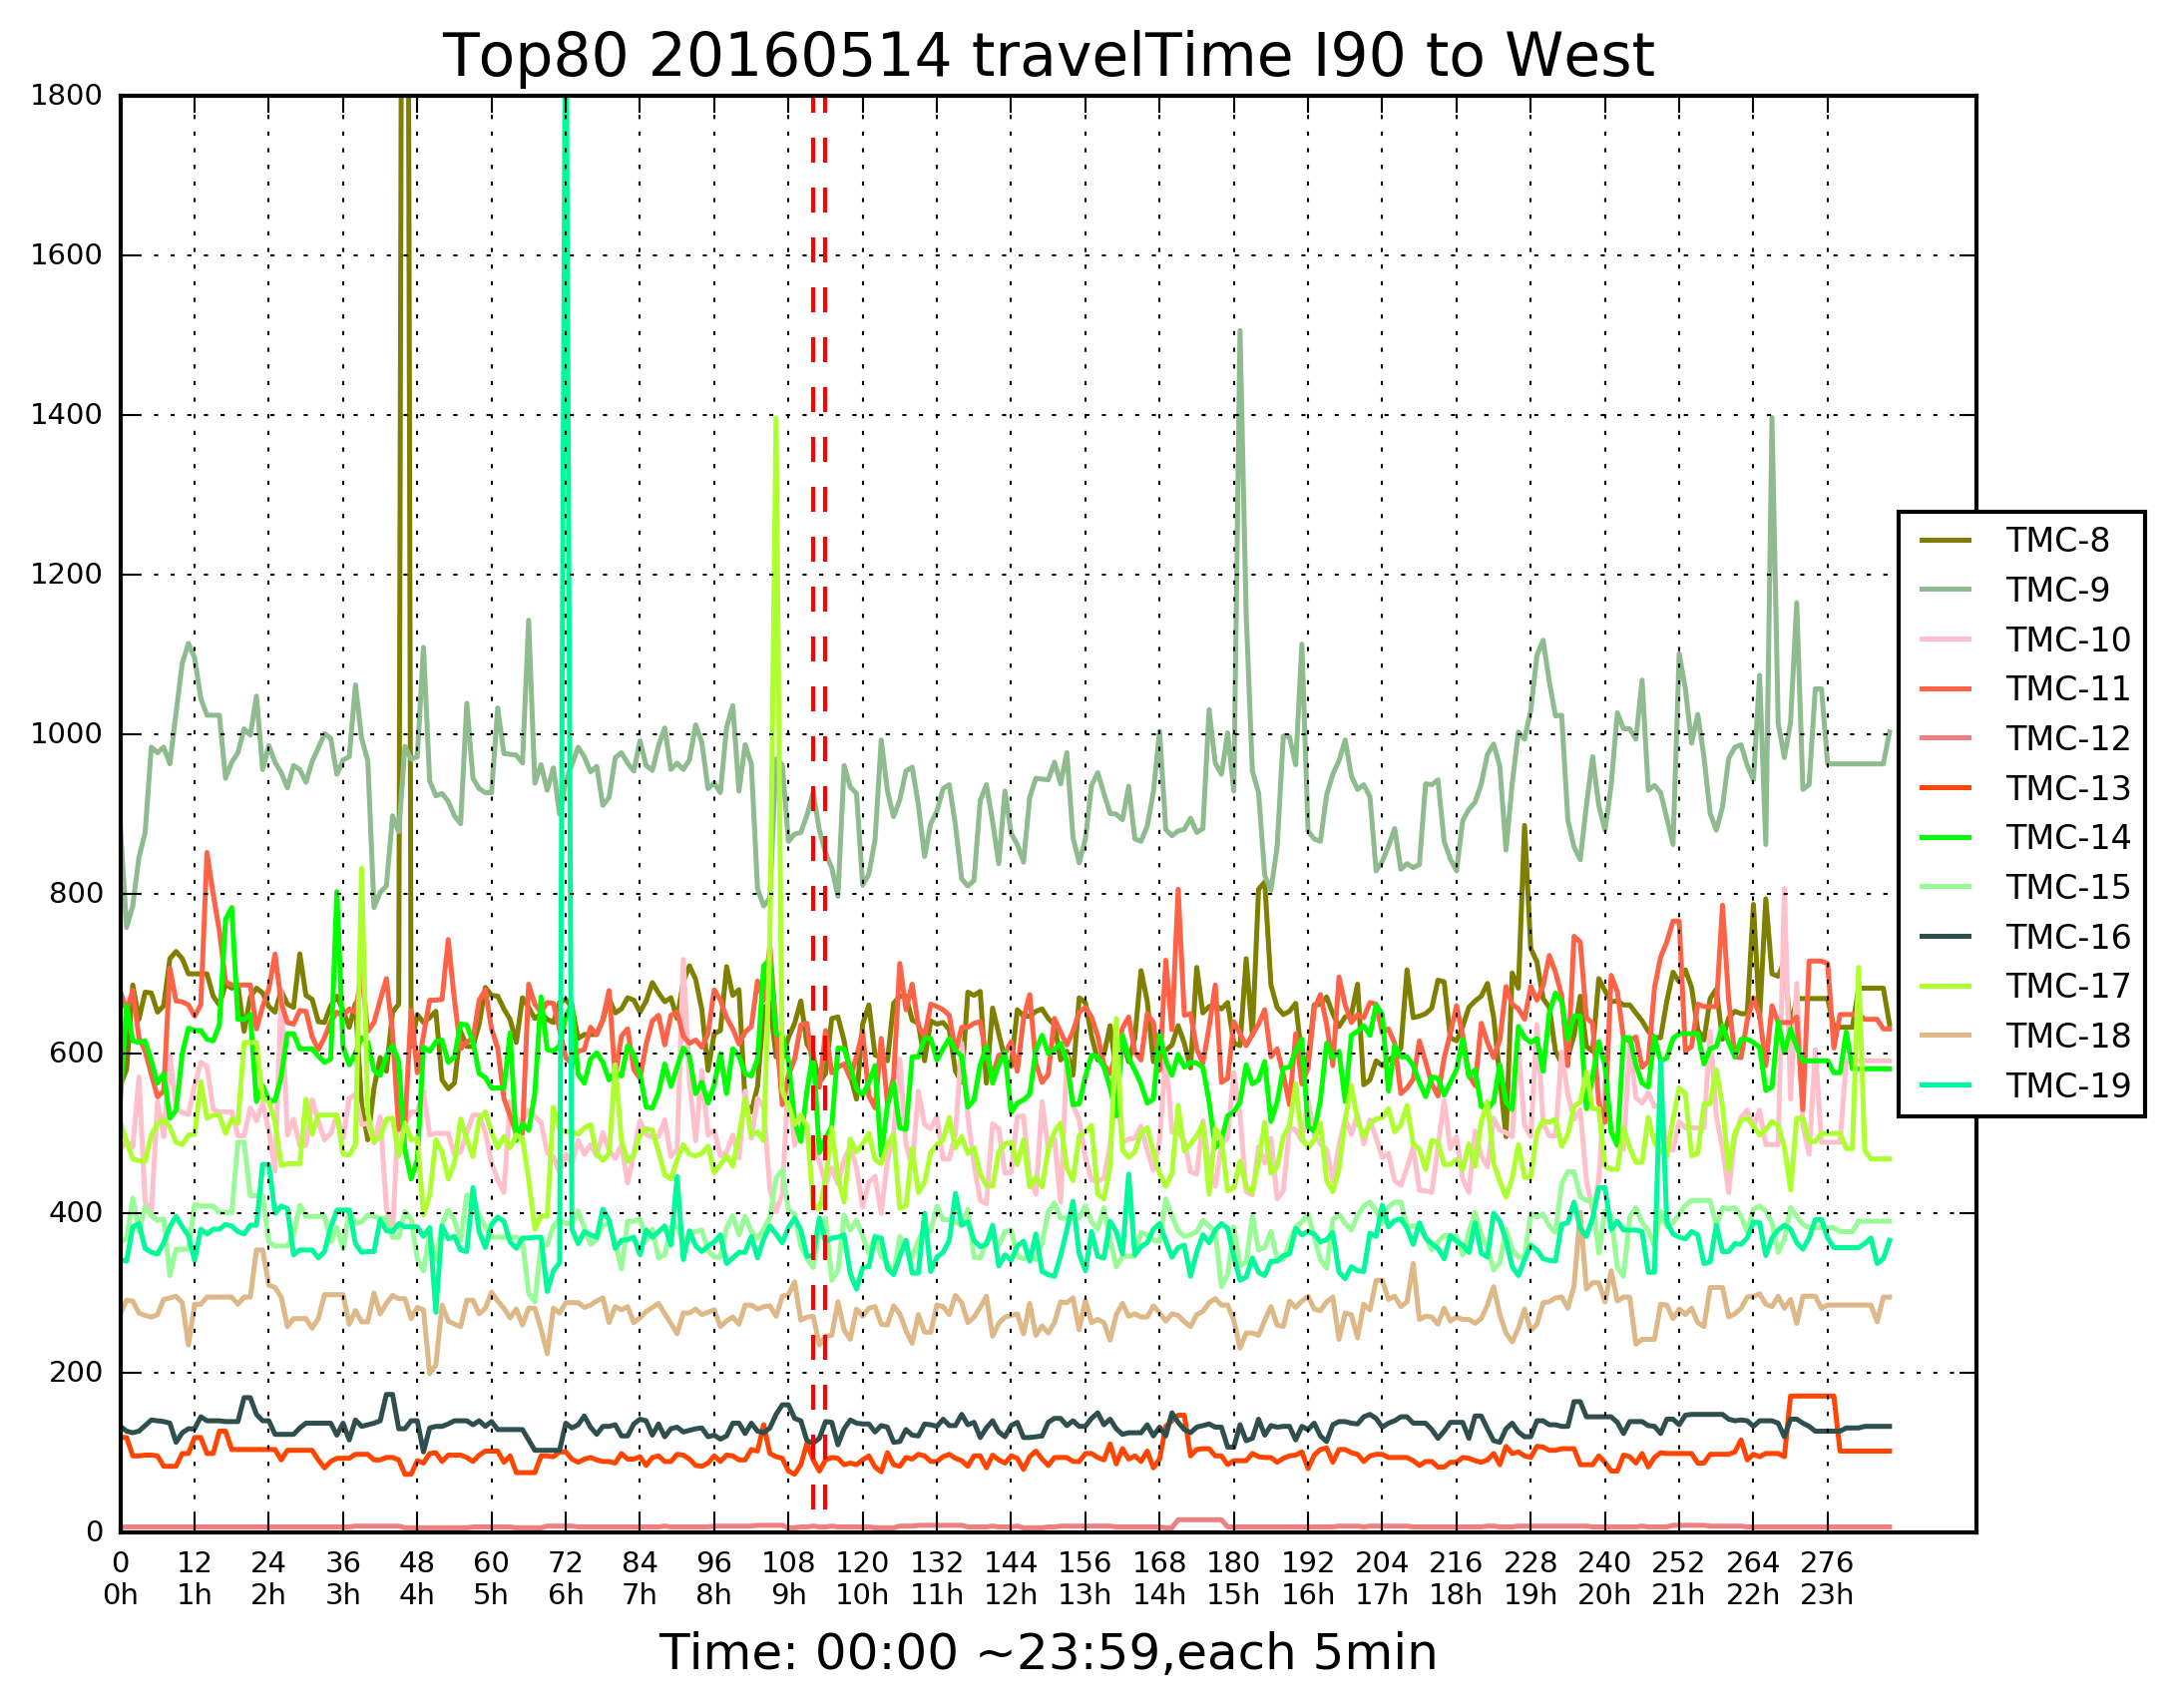 Top80 20160514 travelTime I90 to West
1800
1600
1400
1200
1000
800
600
400
200
0
TMC-8
TMC-9
TMC-10
TMC-11
TMC-12
TMC-13
TMC-14
TMC-15
TMC-16
TMC-17
TMC-18
TMC-19
0 12 24 36 48 60 72 84 96 108 120 132 144 156 168 180 192 204 216 228 240 252 264 276
0h 1h 2h 3h 4h 5h 6h 7h 8h 9h 10h 11h 12h 13h 14h 15h 16h 17h 18h 19h 20h 21h 22h 23h
Time: 00:00 ~23:59,each 5min